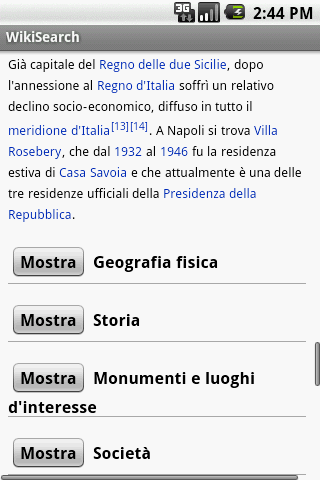 3G 2:44 PM
WikiSearch
Già capitale del Regno delle due Sicilie, dopo
l'annessione al Regno d'Italia soffrì un relativo
declino socio-economico, diffuso in tutto il
meridione d'Italia[13][14]. A Napoli si trova Villa
Rosebery, che dal 1932 al 1946 fu la residenza
estiva di Casa Savoia e che attualmente è una delle
tre residenze ufficiali della Presidenza della
Repubblica.
Mostra Geografia fisica
Mostra Storia
Mostra Monumenti e luoghi
d'interesse
Mostra Società